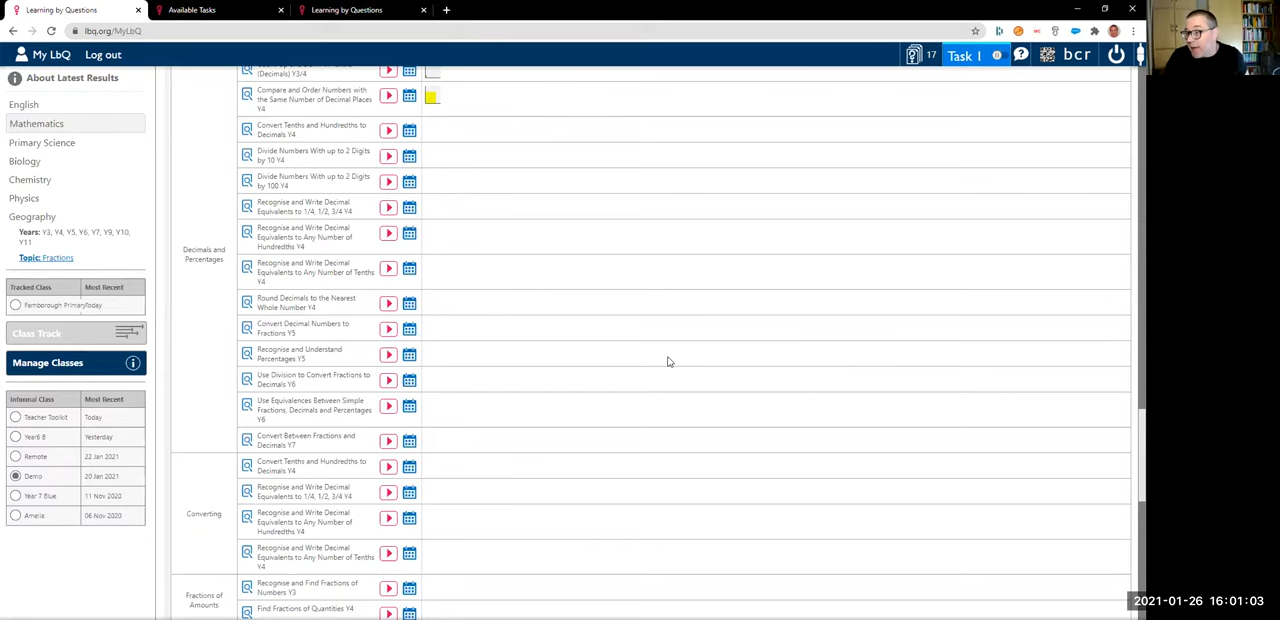 Learning by Questions
Available Tasks
Learning by Questions
lbq.org/MyLbQ
My LbQ
Log out
17
Task 1
bcr
About Latest Results
English
Mathematics
Primary Science
Biology
Chemistry
Physics
Geography
Years: Y3, Y4, Y5, Y6, Y7, Y9, Y10,
Y11
Topic: Fractions
Tracked Class
Most Recent
Farnborough Primary
Today
Class Track
Manage Classes
Informal Class
Most Recent
Teacher Toolkit
Today
Year6 B
Yesterday
Remote
22 Jan 2021
Demo
20 Jan 2021
Year 7 Blue
11 Nov 2020
Amelia
06 Nov 2020
(Decimals) Y3/4
Compare and Order Numbers with
the Same Number of Decimal Places
Y4
Convert Tenths and Hundredths to
Decimals Y4
Divide Numbers With up to 2 Digits
by 10 Y4
Divide Numbers With up to 2 Digits
by 100 Y4
Recognise and Write Decimal
Equivalents to 1/4, 1/2, 3/4 Y4
Recognise and Write Decimal
Equivalents to Any Number of
Hundredths Y4
Decimals and
Percentages
Recognise and Write Decimal
Equivalents to Any Number of Tenths
Y4
Round Decimals to the Nearest
Whole Number Y4
Convert Decimal Numbers to
Fractions Y5
Recognise and Understand
Percentages Y5
Use Division to Convert Fractions to
Decimals Y6
Use Equivalences Between Simple
Fractions, Decimals and Percentages
Y6
Convert Between Fractions and
Decimals Y7
Converting
Convert Tenths and Hundredths to
Decimals Y4
Recognise and Write Decimal
Equivalents to 1/4, 1/2, 3/4 Y4
Recognise and Write Decimal
Equivalents to Any Number of
Hundredths Y4
Recognise and Write Decimal
Equivalents to Any Number of Tenths
Y4
Fractions of
Amounts
Recognise and Find Fractions of
Numbers Y3
Find Fractions of Quantities Y4
2021-01-26 16:01:03